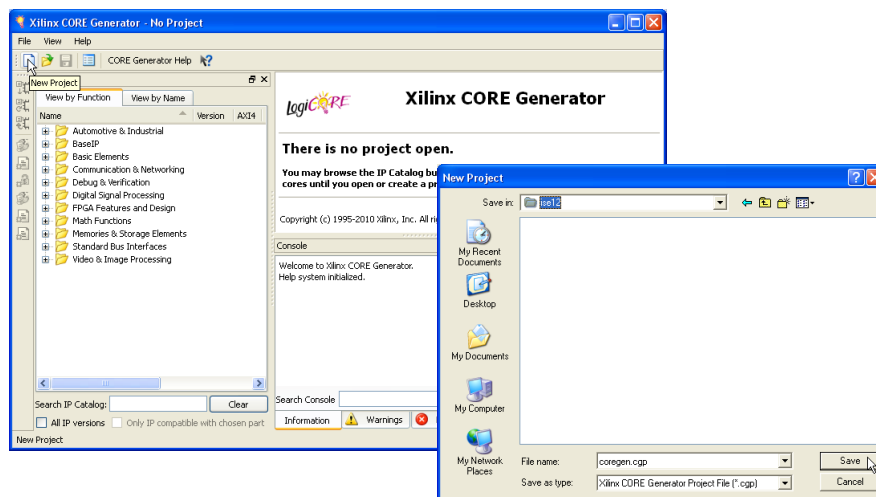 Xilinx CORE Generator - No Project
File View Help
CORE Generator Help
New Project
View by Function View by Name
Name Version AXI4
Automotive & Industrial
BaseIP
Basic Elements
Communication & Networking
Debug & Verification
Digital Signal Processing
FPGA Features and Design
Math Functions
Memories & Storage Elements
Standard Bus Interfaces
Video & Image Processing
Search IP Catalog: Clear
All IP versions Only IP compatible with chosen part
New Project
LogiCORE Xilinx CORE Generator
There is no project open.
You may browse the IP Catalog bu
cores until you open or create a pr
Copyright (c) 1995-2010 Xilinx, Inc. All ri
Console
Welcome to Xilinx CORE Generator.
Help system initialized.
Search Console
Information Warnings
New Project
Save in: ise12
My Recent
Documents
Desktop
My Documents
My Computer
My Network
Places
File name: coregen.cgp Save
Save as type: Xilinx CORE Generator Project File (*.cgp) Cancel